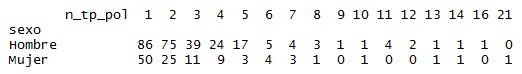 n_tp_pol 1 2 3 4 5 6 7 8 9 10 11 12 13 14 16 21
sexo
Hombre 86 75 39 24 17 5 4 3 1 1 4 2 1 1 1 0
Mujer 50 25 11 9 3 4 3 1 0 1 0 0 1 1 0 1